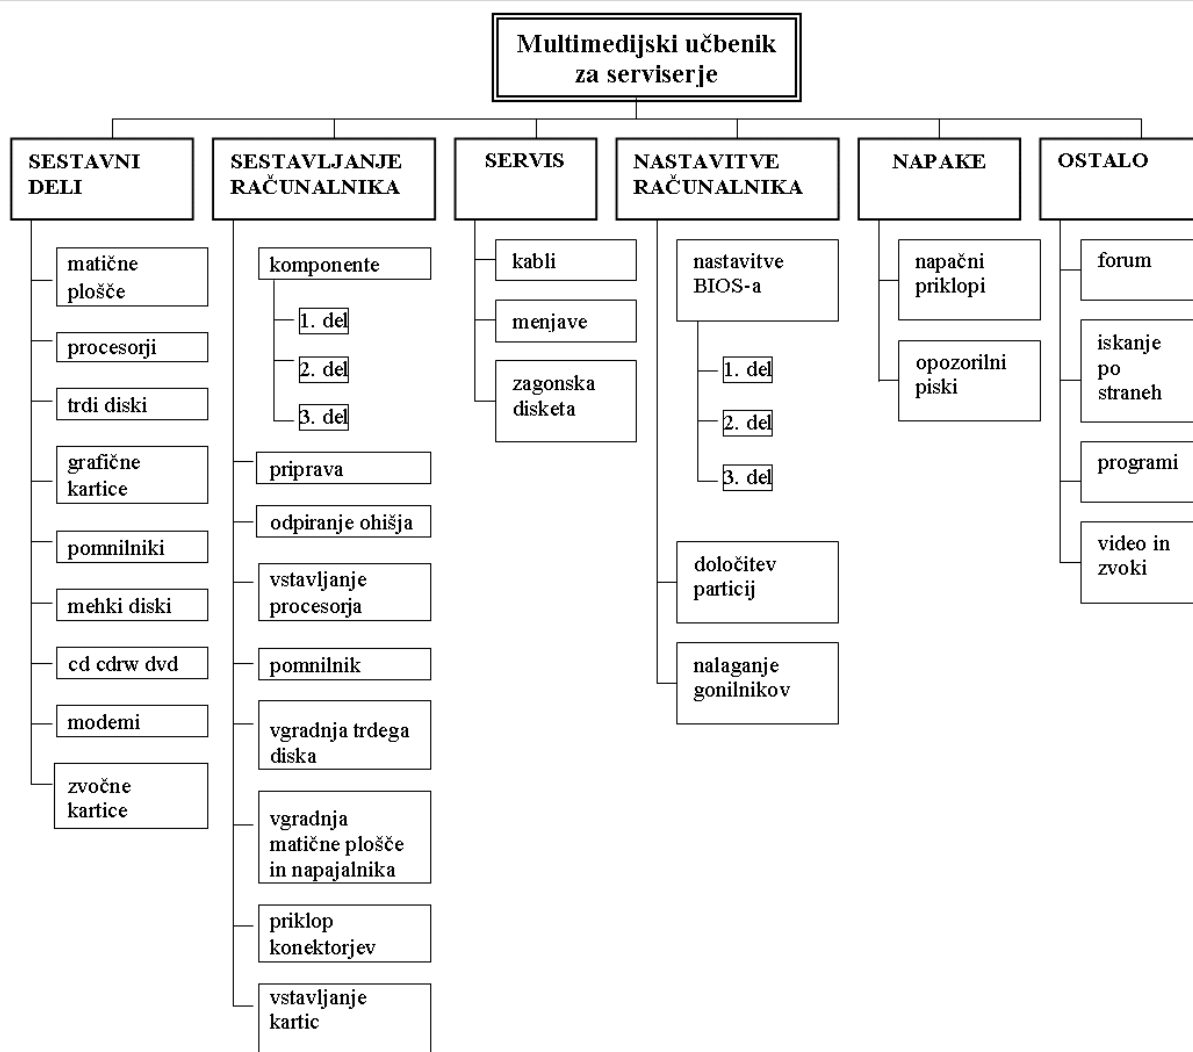 Multimedijski učbenik
za serviserje
SESTAVNI
DELI
matične
plošče
procesorji
trdi diski
grafične
kartice
pomnilniki
mehki diski
cd cdrw dvd
modemi
zvočne
kartice
SESTAVLJANJE
RAČUNALNIKA
komponente
1. del
2. del
3. del
priprava
odpiranje ohišja
vstavljanje
procesorja
pomnilnik
vgradnja trdega
diska
vgradnja
matične plošče
in napajalnika
priklop
konektorjev
vstavljanje
kartic
SERVIS
kabli
menjave
zagonska
disketa
NASTAVITVE
RAČUNALNIKA
nastavitve
BIOS-a
1. del
2. del
3. del
določitev
particij
nalaganje
gonilnikov
NAPAKE
napačni
priklopi
opozorilni
piski
OSTALO
forum
iskanje
po
straneh
programi
video in
zvoki